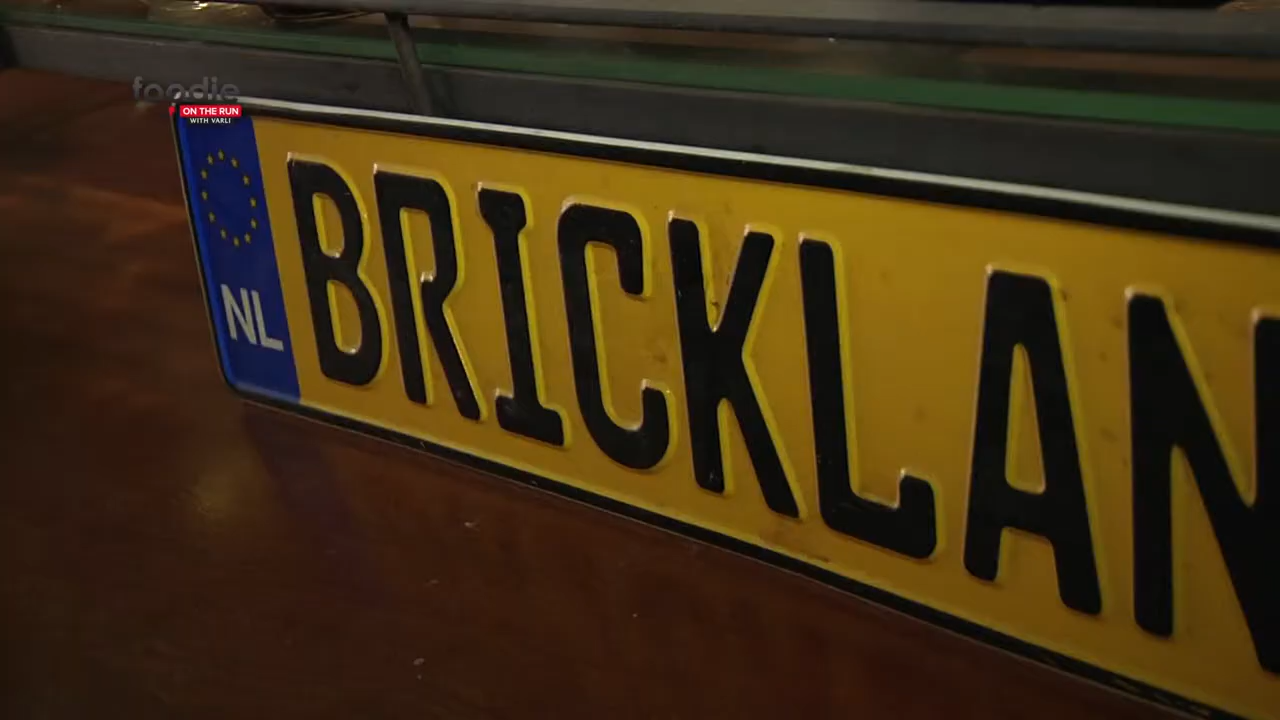 foodie
ON THE RUN
WITH VARLI
NL
BRICKLAN